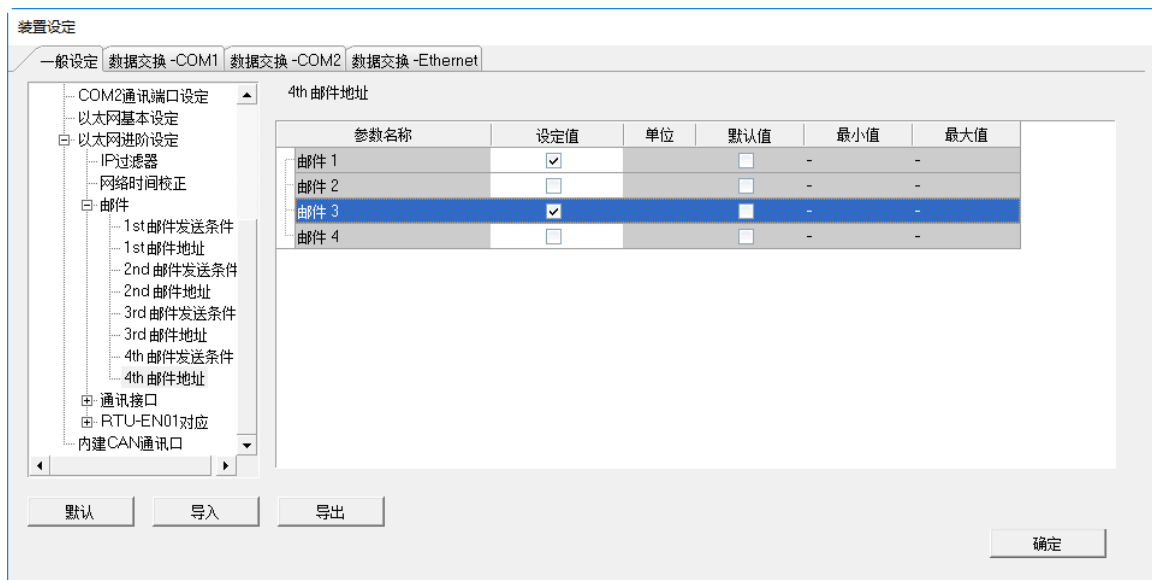 装置设定
一般设定 数据交换 -COM1 数据交换 -COM2 数据交换 -Ethernet
COM2通讯端口设定
以太网基本设定
以太网进阶设定
IP过滤器
网络时间校正
邮件
1st邮件发送条件
1st邮件地址
2nd 邮件发送条件
2nd 邮件地址
3rd 邮件发送条件
3rd 邮件地址
4th 邮件发送条件
4th 邮件地址
通讯接口
RTU-EN01对应
内建CAN通讯口
4th 邮件地址
参数名称 设定值 单位 默认值 最小值 最大值
邮件 1 - -
邮件 2 - -
邮件 3 - -
邮件 4 - -
默认 导入 导出
确定